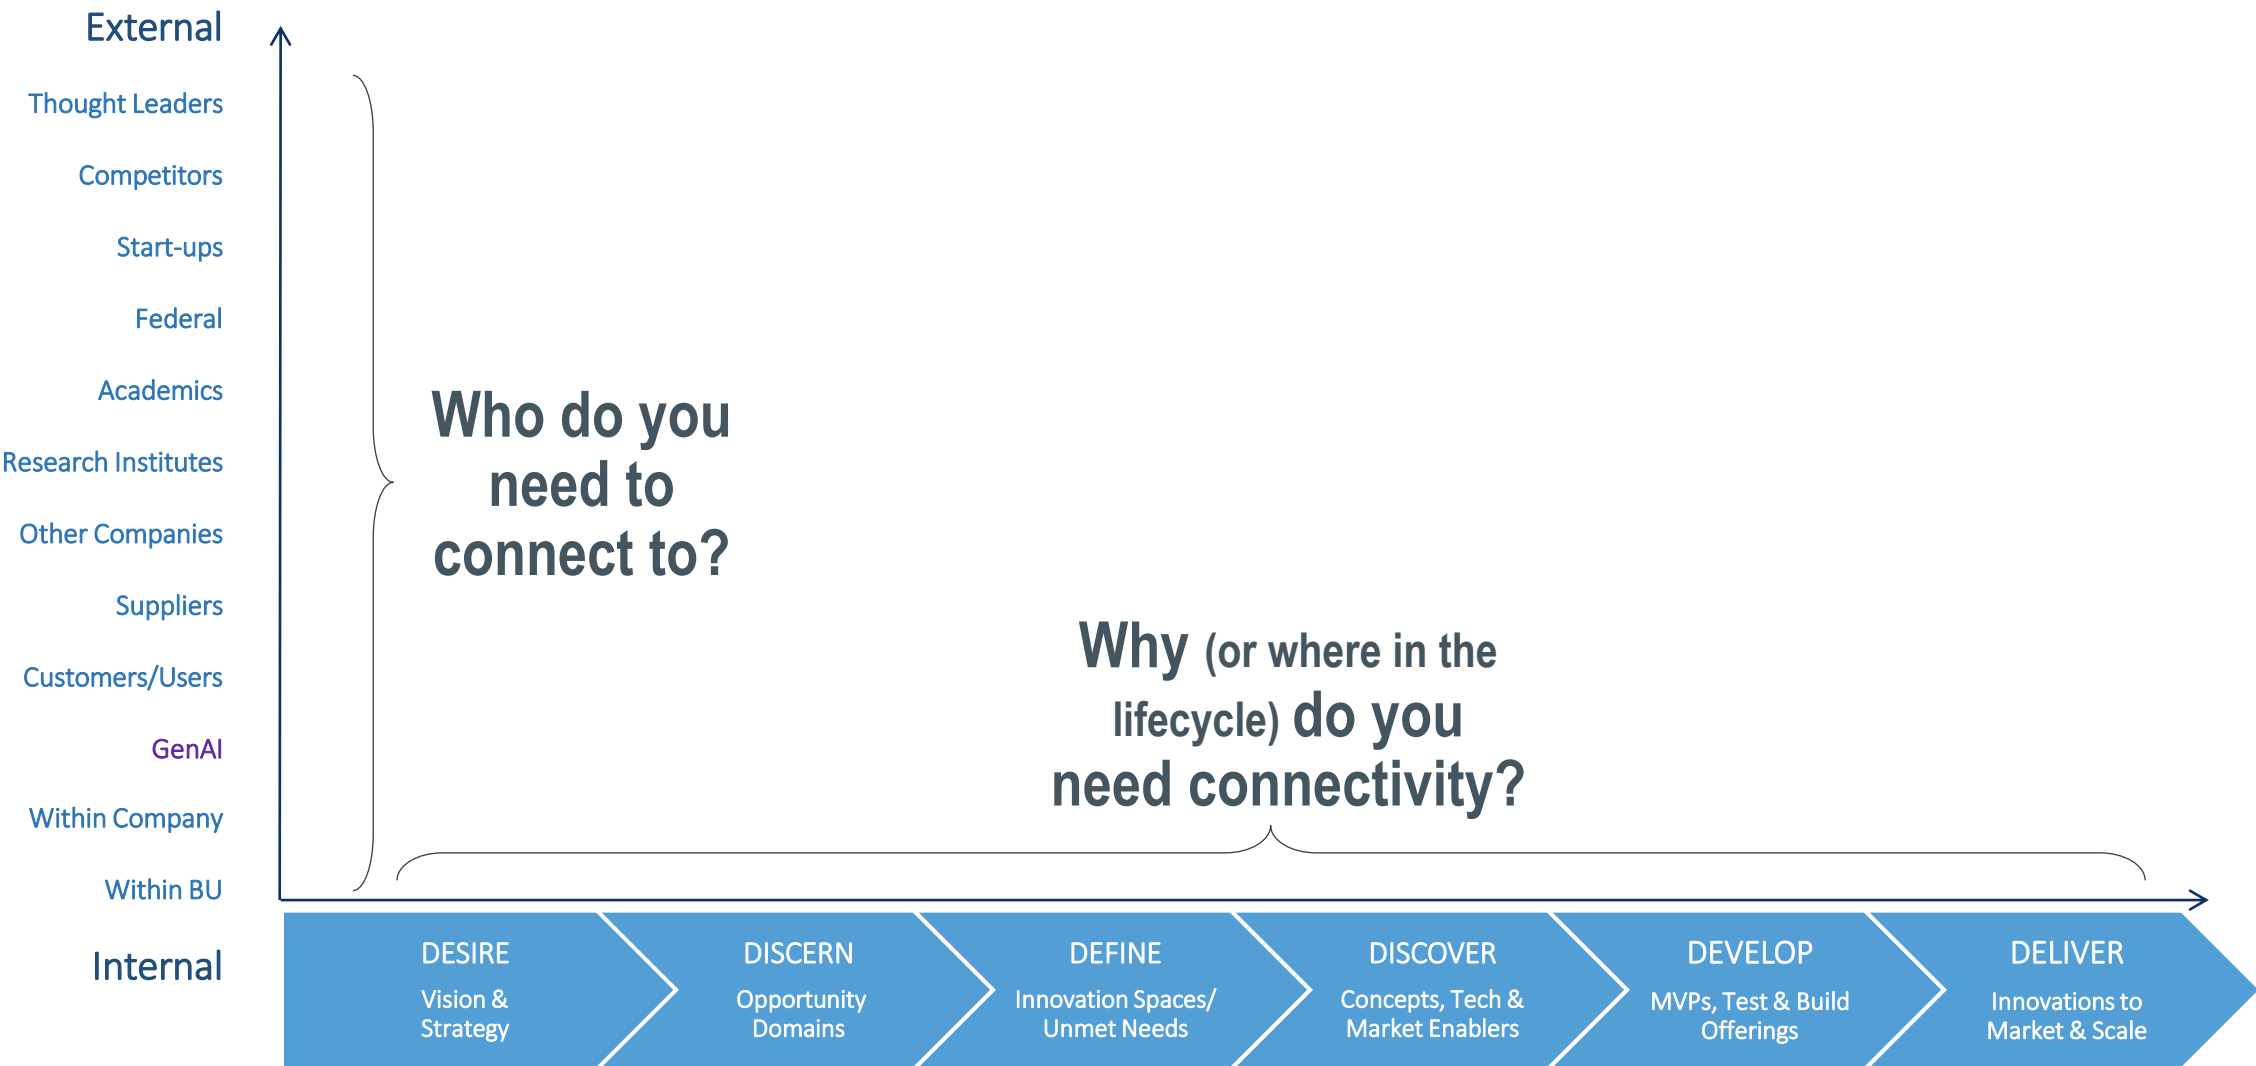 External
Thought Leaders
Competitors
Start-ups
Federal
Academics
Research Institutes
Other Companies
Suppliers
Customers/Users
GenAI
Within Company
Within BU
Internal
Who do you
need to
connect to?
Why (or where in the
lifecycle) do you
need connectivity?
DESIRE
Vision &
Strategy
DISCERN
Opportunity
Domains
DEFINE
Innovation Spaces/
Unmet Needs
DISCOVER
Concepts, Tech &
Market Enablers
DEVELOP
MVPs, Test & Build
Offerings
DELIVER
Innovations to
Market & Scale